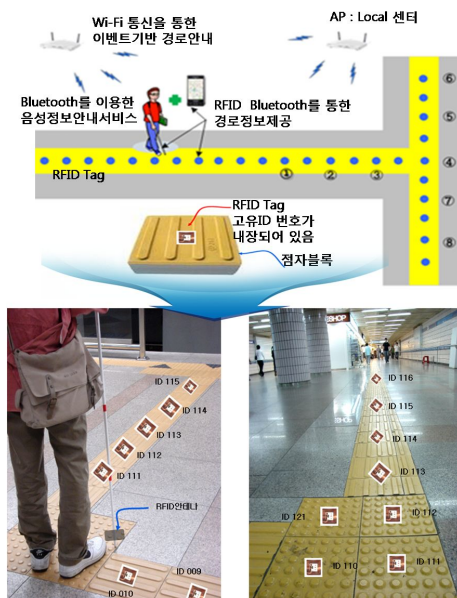 Wi-Fi 통신을 통한
이벤트기반 경로안내
AP : Local 센터
Bluetooth를 이용한
음성정보안내서비스
RFID Bluetooth를 통한
경로정보제공
RFID Tag
① ② ③ ④
⑥
⑤
⑦
⑧
RFID Tag
고유ID 번호가
내장되어 있음
점자블록
ID 115
ID 114
ID 113
ID 112
ID 111
RFID안테나
ID 009
ID 010
SHOP
ID 116
ID 115
ID 114
ID 113
ID 121
ID 112
ID 110
ID 111